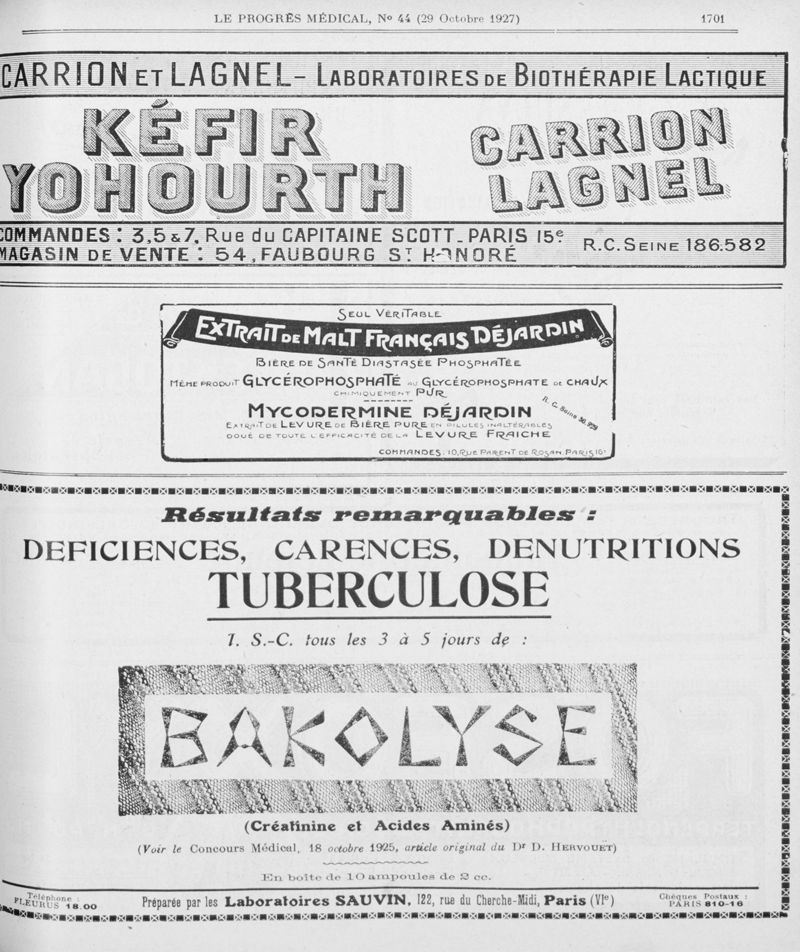 LE PROGRÈS MÉDICAL, No 44 (29 Octobre 1927) 1701
CARRION ET LAGNEL - LABORATOIRES DE BIOTHÉRAPIE LACTIQUE
KÉFIR
YOHOURTH
CARRION
LAGNEL
COMMANDES : 3,5 & 7, Rue du CAPITAINE SCOTT - PARIS 15e
MAGASIN DE VENTE : 54, FAUBOURG ST HONORÉ
R.C. SEINE 186.582
SEUL VÉRITABLE
EXTRAIT DE MALT FRANÇAIS DÉJARDIN
BIÈRE DE SANTÉ DIASTASÉE PHOSPHATÉE
MÊME PRODUIT GLYCÉROPHOSPHATÉ AU GLYCÉROPHOSPHATE DE CHAUX
CHIMIQUEMENT PUR
MYCODERMINE DÉJARDIN
EXTRAIT DE LEVURE DE BIÈRE PURE EN PILULES INALTÉRABLES
DOUÉ DE TOUTE L'EFFICACITÉ DE LA LEVURE FRAICHE
R. C. Seine
COMMANDES : 10, RUE PARENT DE ROSAN, PARIS 16e
Résultats remarquables :
DEFICIENCES, CARENCES, DENUTRITIONS
TUBERCULOSE
I. S.-C. tous les 3 à 5 jours de :
BAKOLYSE
(Créatinine et Acides Aminés)
(Voir le Concours Médical, 18 octobre 1925, article original du Dr D. HERVOUET)
En boîte de 10 ampoules de 2 cc.
Téléphone :
FLEURUS 18.00
Préparée par les Laboratoires SAUVIN, 122, rue du Cherche-Midi, Paris (VIe)
Chèques Postaux :
PARIS 810-16